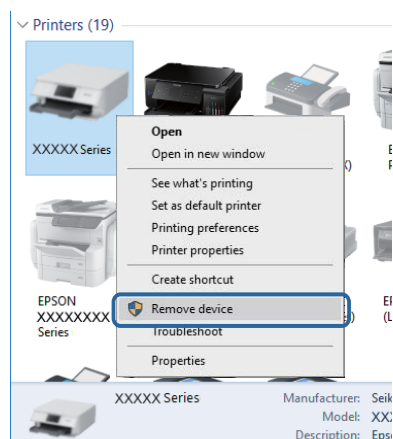 Printers (19)
XXXXX Series
Open
Open in new window
See what's printing
Set as default printer
Printing preferences
Printer properties
Create shortcut
Remove device
Troubleshoot
Properties
EPSON
XXXXXXXX
Series
XXXXX Series
Manufacturer:
Model:
Description: